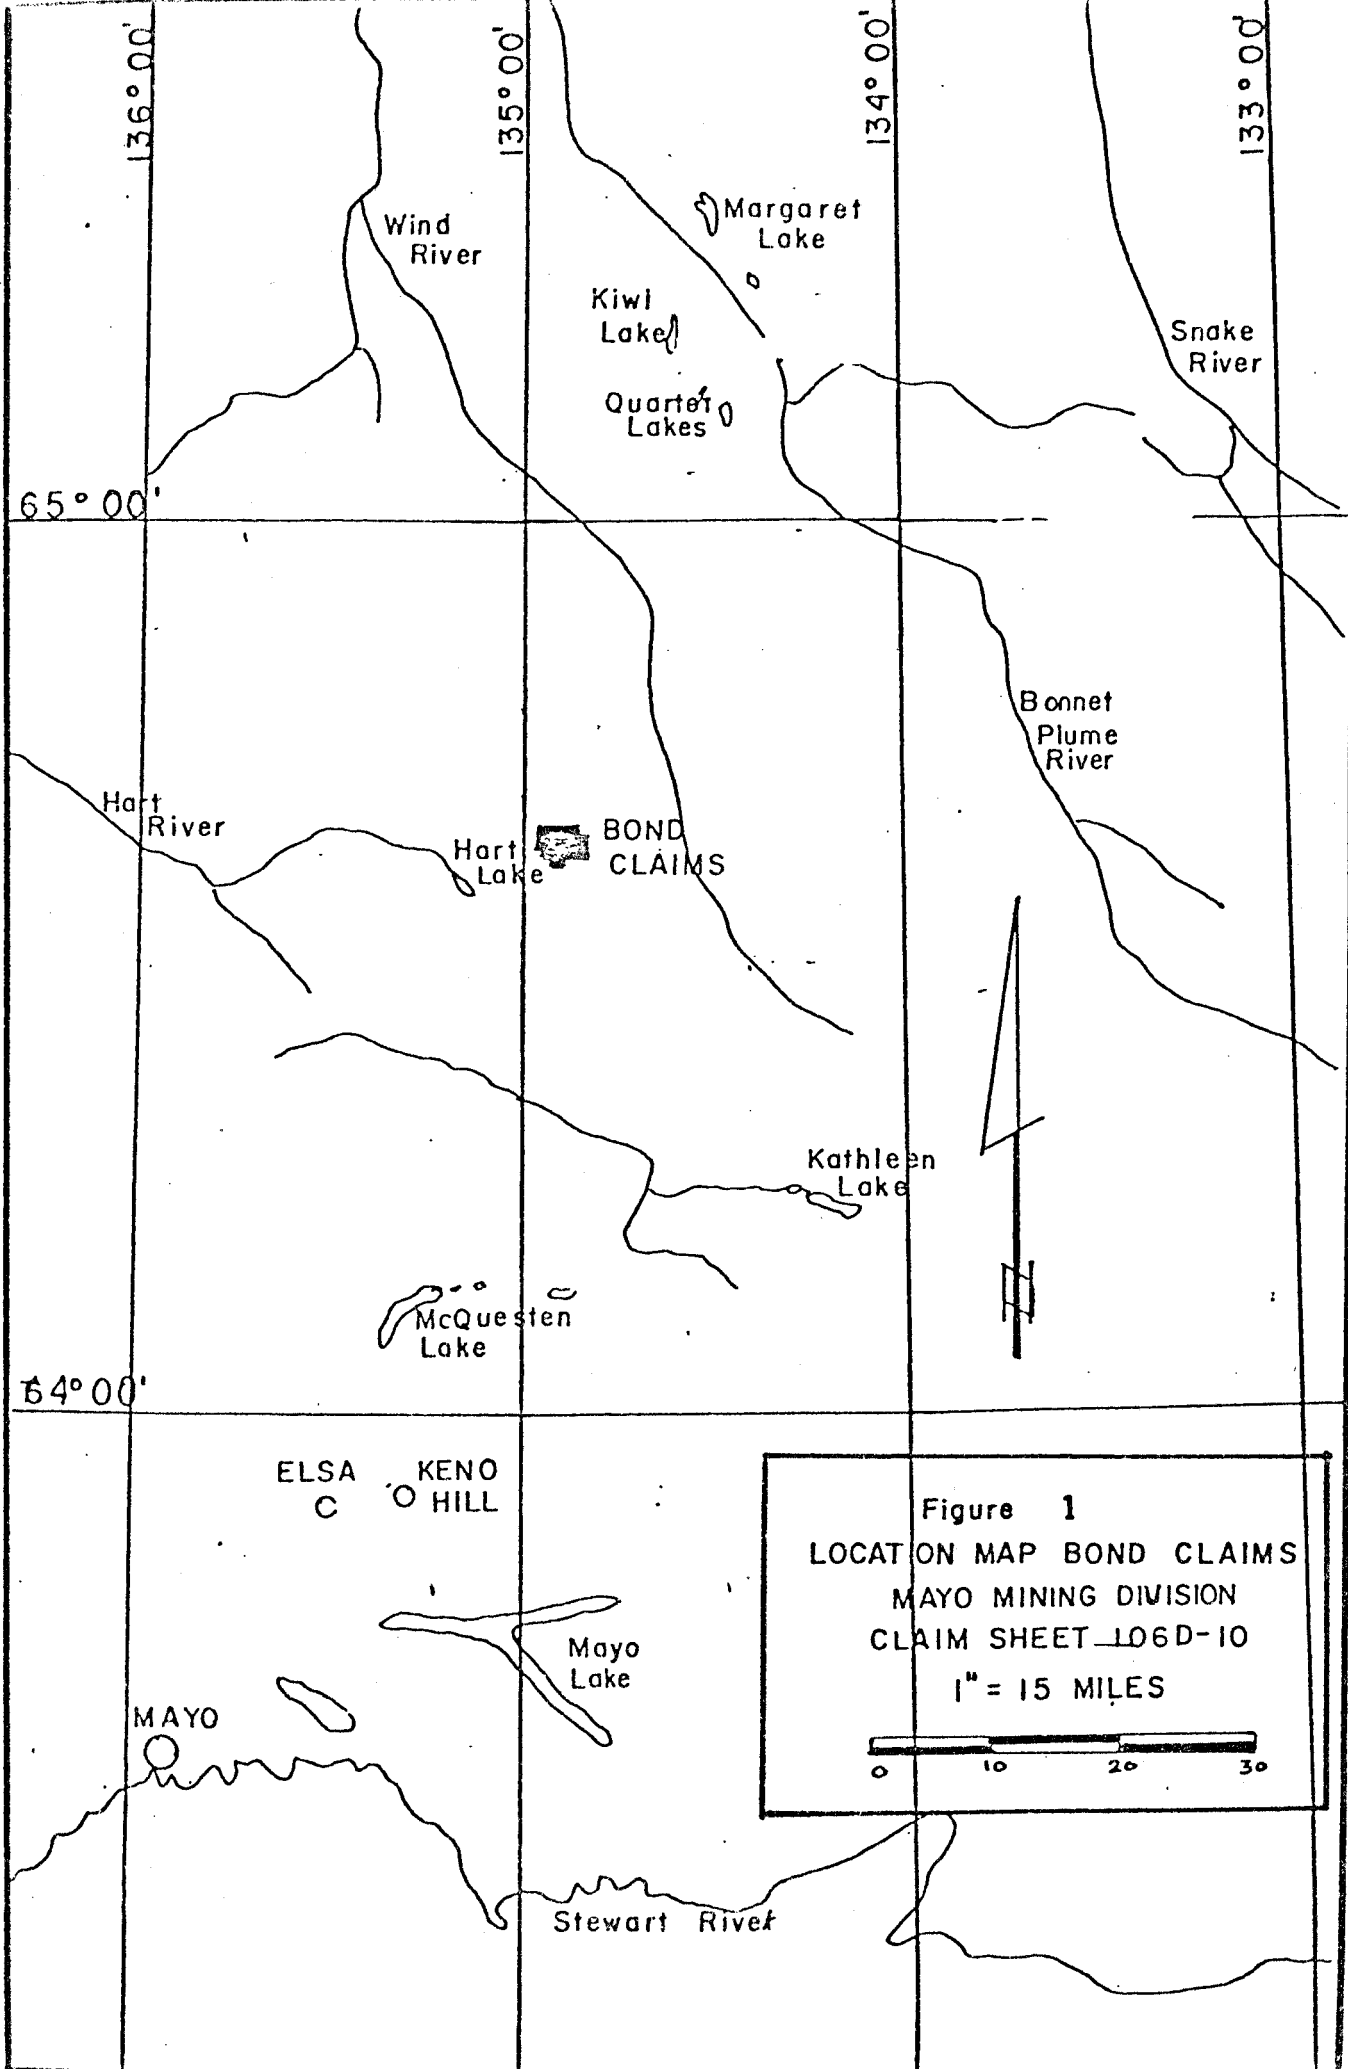 136° 00'
135° 00'
134° 00'
133° 00'
Wind
River
Margaret
Lake
Kiwi
Lake
Snake
River
Quartet
Lakes
65° 00'
Bonnet
Plume
River
Hart
River
Hart
Lake
BOND
CLAIMS
Kathleen
Lake
McQuesten
Lake
64° 00'
ELSA
KENO
HILL
Mayo
Lake
MAYO
Stewart River
Figure 1
LOCATION MAP BOND CLAIMS
MAYO MINING DIVISION
CLAIM SHEET 106D-10
1" = 15 MILES
0 10 20 30